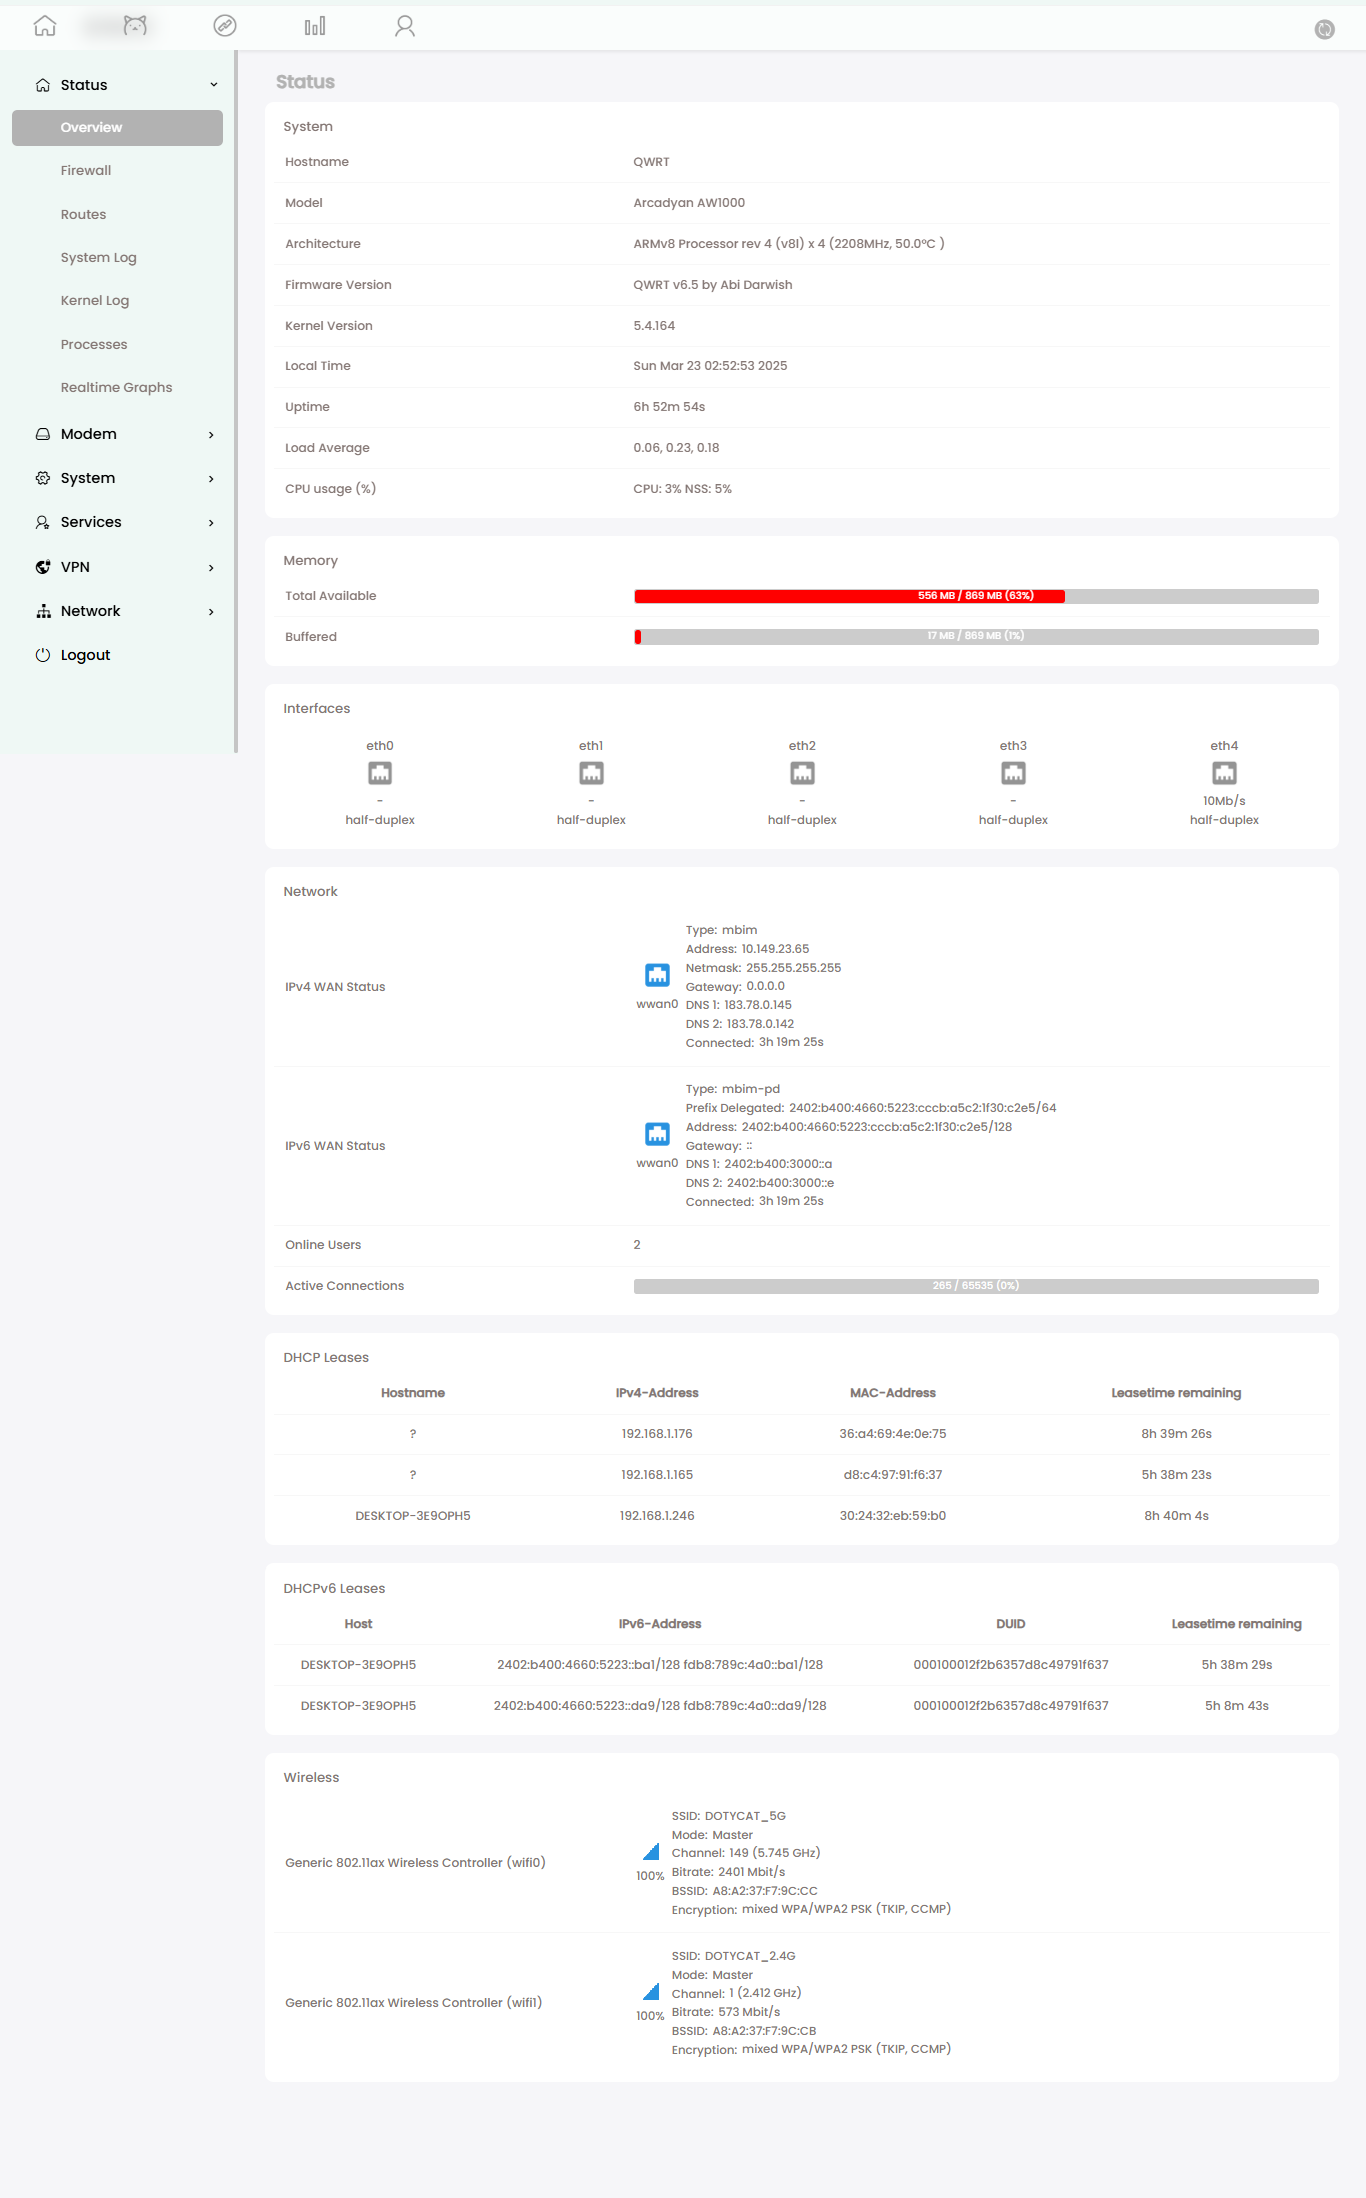 Status
Overview
Firewall
Routes
System Log
Kernel Log
Processes
Realtime Graphs
Modem
System
Services
VPN
Network
Logout
Status
System
Hostname QWRT
Model Arcadyan AW1000
Architecture ARMv8 Processor rev 4 (v8l) x 4 (2208MHz, 50.0°C )
Firmware Version QWRT v6.5 by Abi Darwish
Kernel Version 5.4.164
Local Time Sun Mar 23 02:52:53 2025
Uptime 6h 52m 54s
Load Average 0.06, 0.23, 0.18
CPU usage (%) CPU: 3% NSS: 5%
Memory
Total Available 556 MB / 869 MB (63%)
Buffered 17 MB / 869 MB (1%)
Interfaces
eth0 eth1 eth2 eth3 eth4
- - - - 10Mb/s
half-duplex half-duplex half-duplex half-duplex half-duplex
Network
IPv4 WAN Status
wwan0
Type: mbim
Address: 10.149.23.65
Netmask: 255.255.255.255
Gateway: 0.0.0.0
DNS 1: 183.78.0.145
DNS 2: 183.78.0.142
Connected: 3h 19m 25s
IPv6 WAN Status
wwan0
Type: mbim-pd
Prefix Delegated: 2402:b400:4660:5223:cccb:a5c2:1f30:c2e5/64
Address: 2402:b400:4660:5223:cccb:a5c2:1f30:c2e5/128
Gateway: ::
DNS 1: 2402:b400:3000::a
DNS 2: 2402:b400:3000::e
Connected: 3h 19m 25s
Online Users 2
Active Connections 265 / 65535 (0%)
DHCP Leases
Hostname IPv4-Address MAC-Address Leasetime remaining
? 192.168.1.176 36:a4:69:4e:0e:75 8h 39m 26s
? 192.168.1.165 d8:c4:97:91:f6:37 5h 38m 23s
DESKTOP-3E9OPH5 192.168.1.246 30:24:32:eb:59:b0 8h 40m 4s
DHCPv6 Leases
Host IPv6-Address DUID Leasetime remaining
DESKTOP-3E9OPH5 2402:b400:4660:5223::ba1/128 fdb8:789c:4a0::ba1/128 000100012f2b6357d8c49791f637 5h 38m 29s
DESKTOP-3E9OPH5 2402:b400:4660:5223::da9/128 fdb8:789c:4a0::da9/128 000100012f2b6357d8c49791f637 5h 8m 43s
Wireless
Generic 802.11ax Wireless Controller (wifi0)
100%
SSID: DOTYCAT_5G
Mode: Master
Channel: 149 (5.745 GHz)
Bitrate: 2401 Mbit/s
BSSID: A8:A2:37:F7:9C:CC
Encryption: mixed WPA/WPA2 PSK (TKIP, CCMP)
Generic 802.11ax Wireless Controller (wifi1)
100%
SSID: DOTYCAT_2.4G
Mode: Master
Channel: 1 (2.412 GHz)
Bitrate: 573 Mbit/s
BSSID: A8:A2:37:F7:9C:CB
Encryption: mixed WPA/WPA2 PSK (TKIP, CCMP)